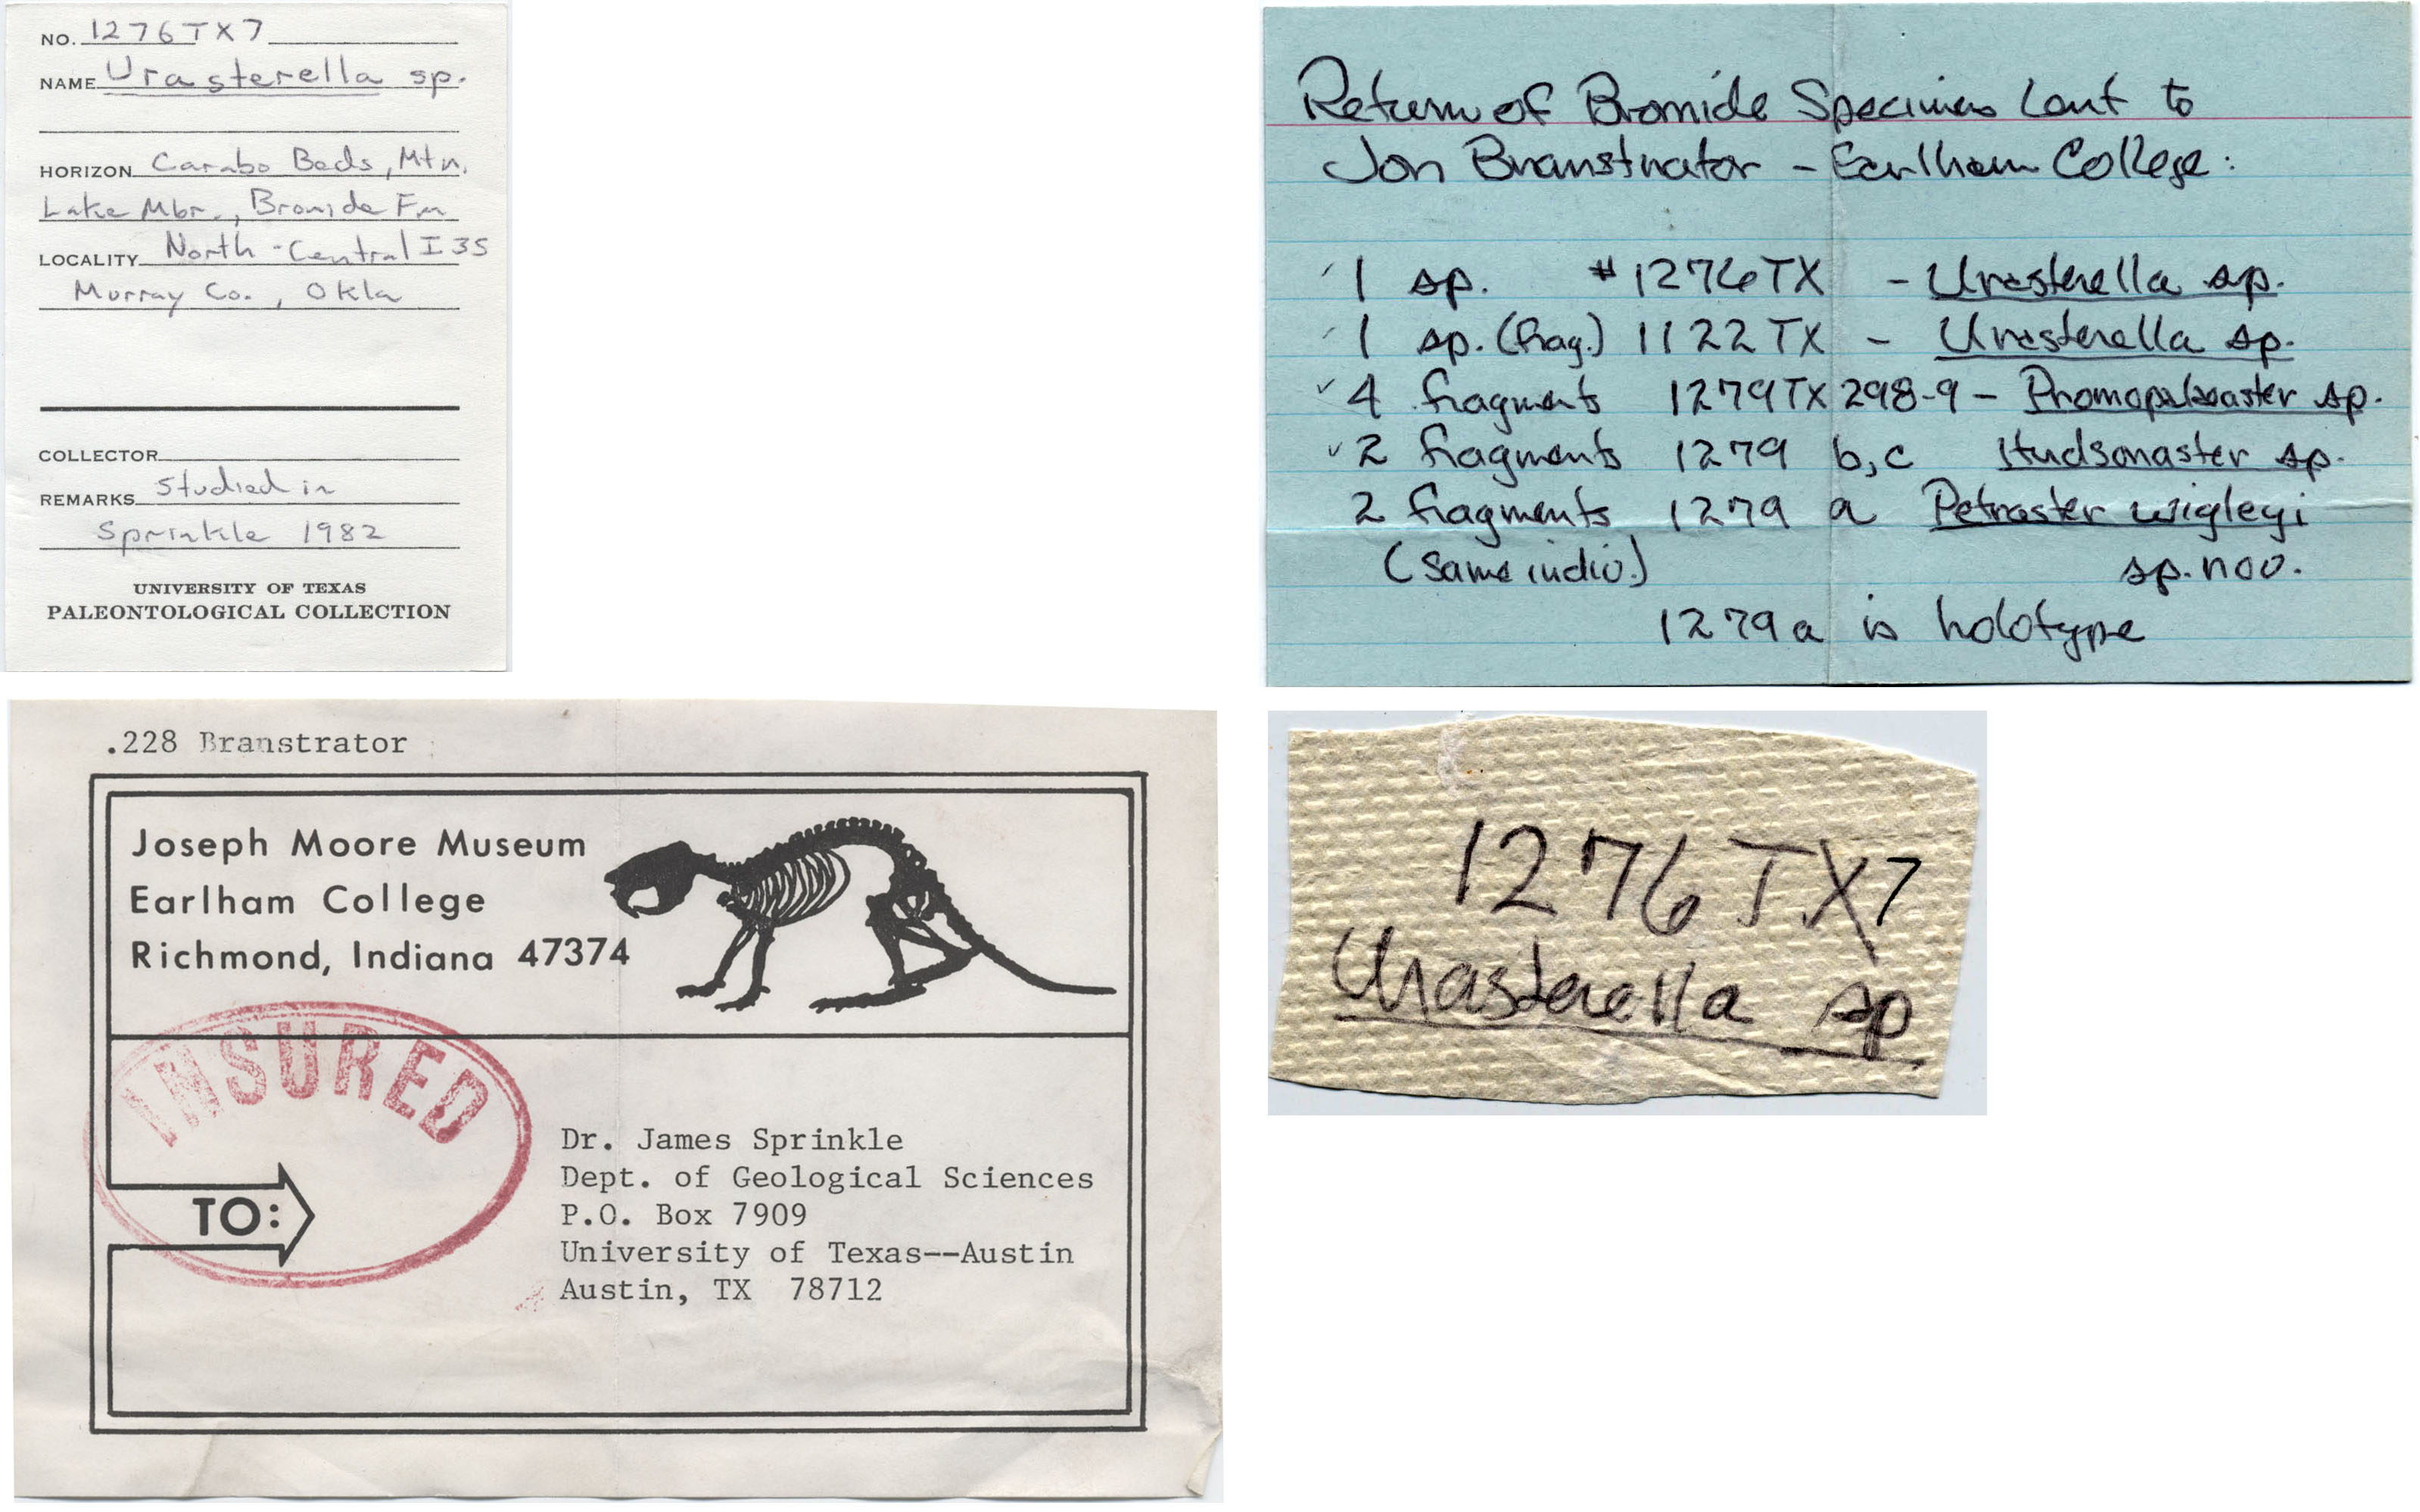 NO. 1276TX7
NAME Urasterella sp.
HORIZON Carabo Beds, Mtn.
Lake Mbr., Bromide Fm
LOCALITY North-Central I35
Murray Co., Okla
COLLECTOR
REMARKS Studied in
Sprinkle 1982
UNIVERSITY OF TEXAS
PALEONTOLOGICAL COLLECTION
Return of Bromide Specimens Lent to
Jon Branstrator - Earlham College:
✓ 1 sp. #1276TX - Urasterella sp.
✓ 1 sp. (frag.) 1122TX - Urasterella sp.
✓ 4 fragments 1279TX298-9 - Promopalaeaster sp.
✓ 2 fragments 1279 b,c Hudsonaster sp.
2 fragments 1279 a Petraster wigleyi
(same indiv.) sp. nov.
1279a is holotype
.228 Branstrator
Joseph Moore Museum
Earlham College
Richmond, Indiana 47374
INSURED
TO:
Dr. James Sprinkle
Dept. of Geological Sciences
P.O. Box 7909
University of Texas--Austin
Austin, TX 78712
1276TX7
Urasterella sp